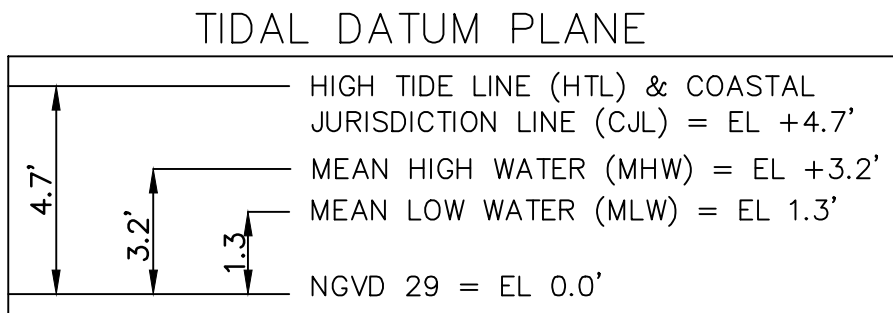 TIDAL DATUM PLANE
HIGH TIDE LINE (HTL) & COASTAL
JURISDICTION LINE (CJL) = EL +4.7'
MEAN HIGH WATER (MHW) = EL +3.2'
MEAN LOW WATER (MLW) = EL 1.3'
NGVD 29 = EL 0.0'
4.7'
3.2'
1.3